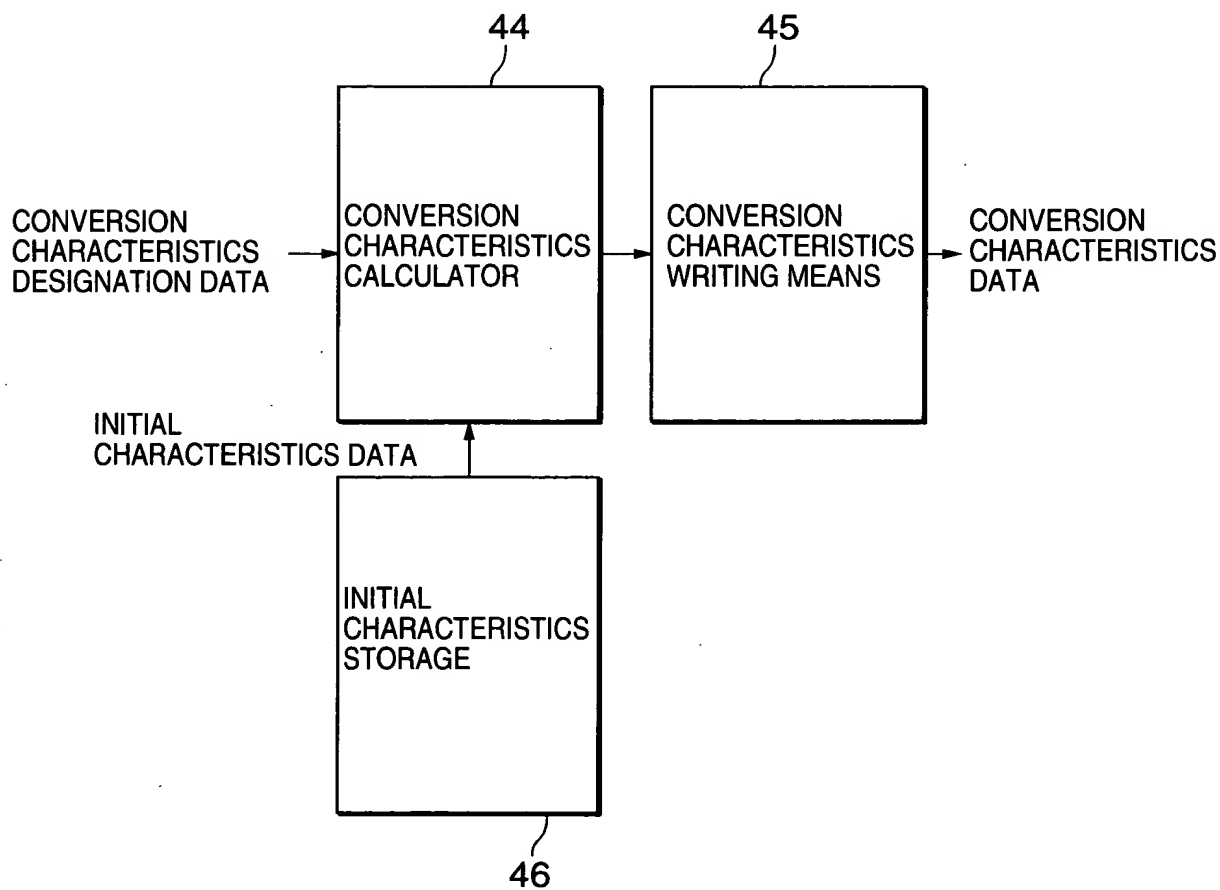 44
45
CONVERSION
CHARACTERISTICS
DESIGNATION DATA
CONVERSION
CHARACTERISTICS
CALCULATOR
CONVERSION
CHARACTERISTICS
WRITING MEANS
CONVERSION
CHARACTERISTICS
DATA
INITIAL
CHARACTERISTICS DATA
INITIAL
CHARACTERISTICS
STORAGE
46